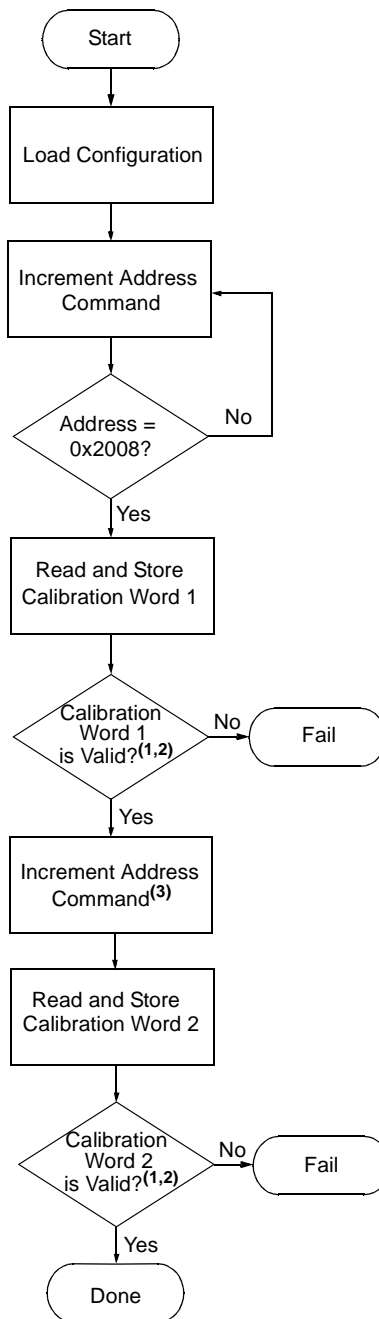 Start
Load Configuration
Increment Address
Command
Address =
0x2008?
No
Yes
Read and Store
Calibration Word 1
Calibration
Word 1
is Valid?(1,2)
No
Fail
Yes
Increment Address
Command(3)
Read and Store
Calibration Word 2
Calibration
Word 2
is Valid?(1,2)
No
Fail
Yes
Done